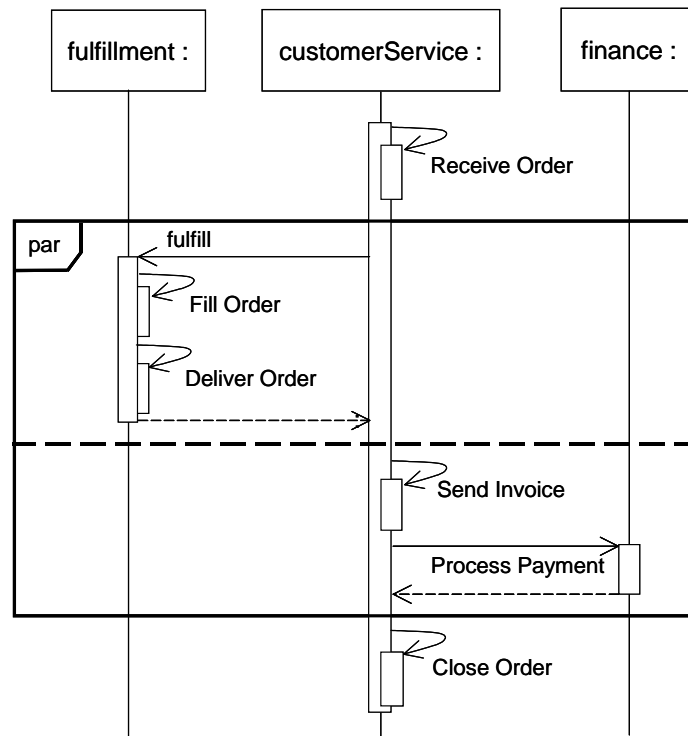 fulfillment :
customerService :
finance :
Receive Order
par
fulfill
Fill Order
Deliver Order
Send Invoice
Process Payment
Close Order